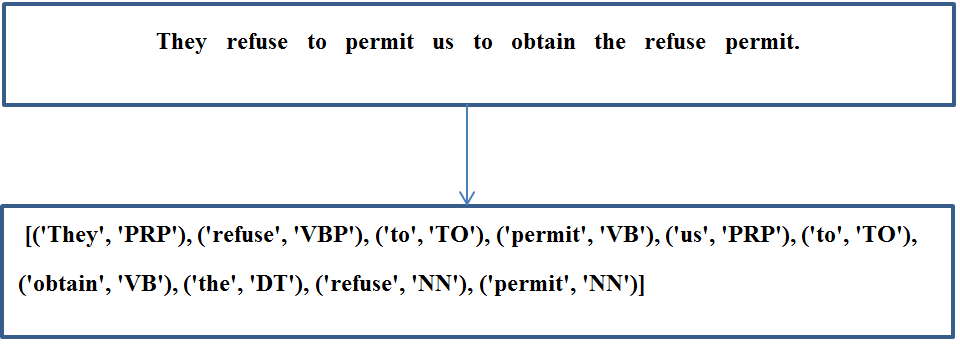 They refuse to permit us to obtain the refuse permit.
[('They', 'PRP'), ('refuse', 'VBP'), ('to', 'TO'), ('permit', 'VB'), ('us', 'PRP'), ('to', 'TO'),
('obtain', 'VB'), ('the', 'DT'), ('refuse', 'NN'), ('permit', 'NN')]